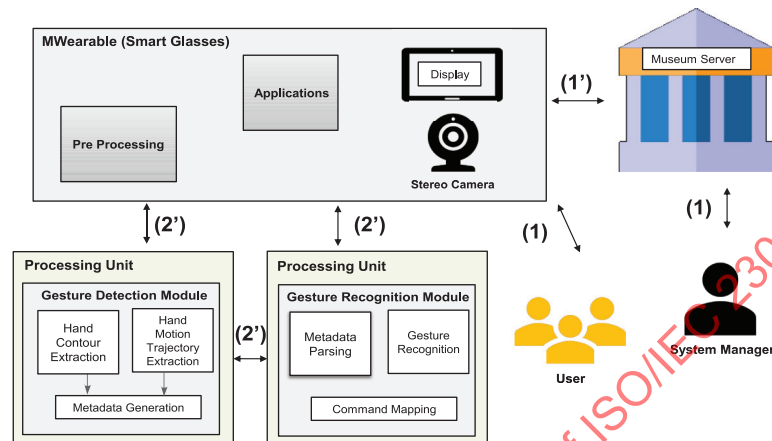 MWearable (Smart Glasses)
Display
Applications
Pre Processing
Stereo Camera
(1')
Museum Server
(2')
(2')
(1)
(1)
Processing Unit
Gesture Detection Module
Hand
Contour
Extraction
Hand
Motion
Trajectory
Extraction
Metadata Generation
(2')
Processing Unit
Gesture Recognition Module
Metadata
Parsing
Gesture
Recognition
Command Mapping
User
System Manager
of ISO/IEC 230